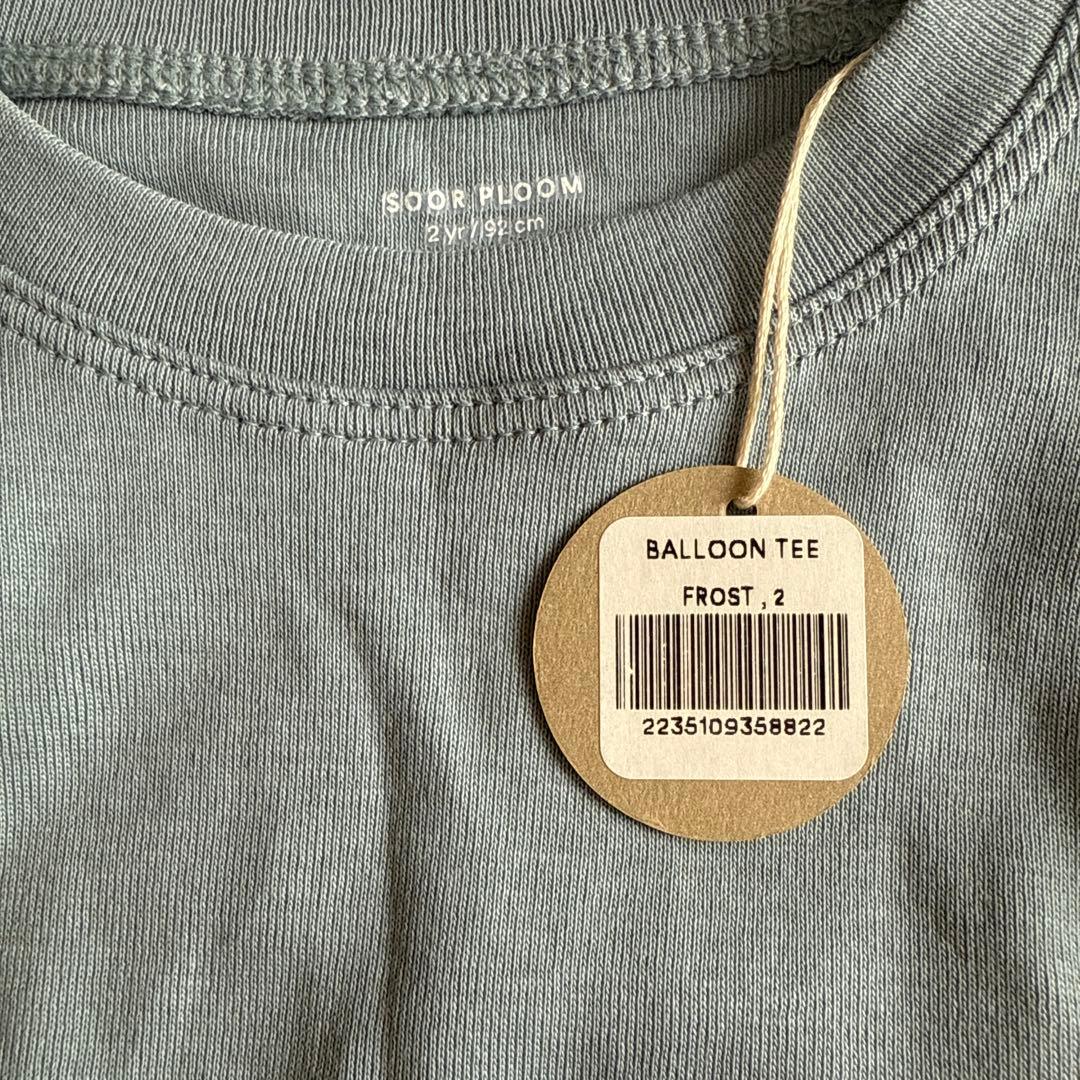 SOOR PLOOM
2 yr / 92 cm
BALLOON TEE
FROST , 2
2235109358822